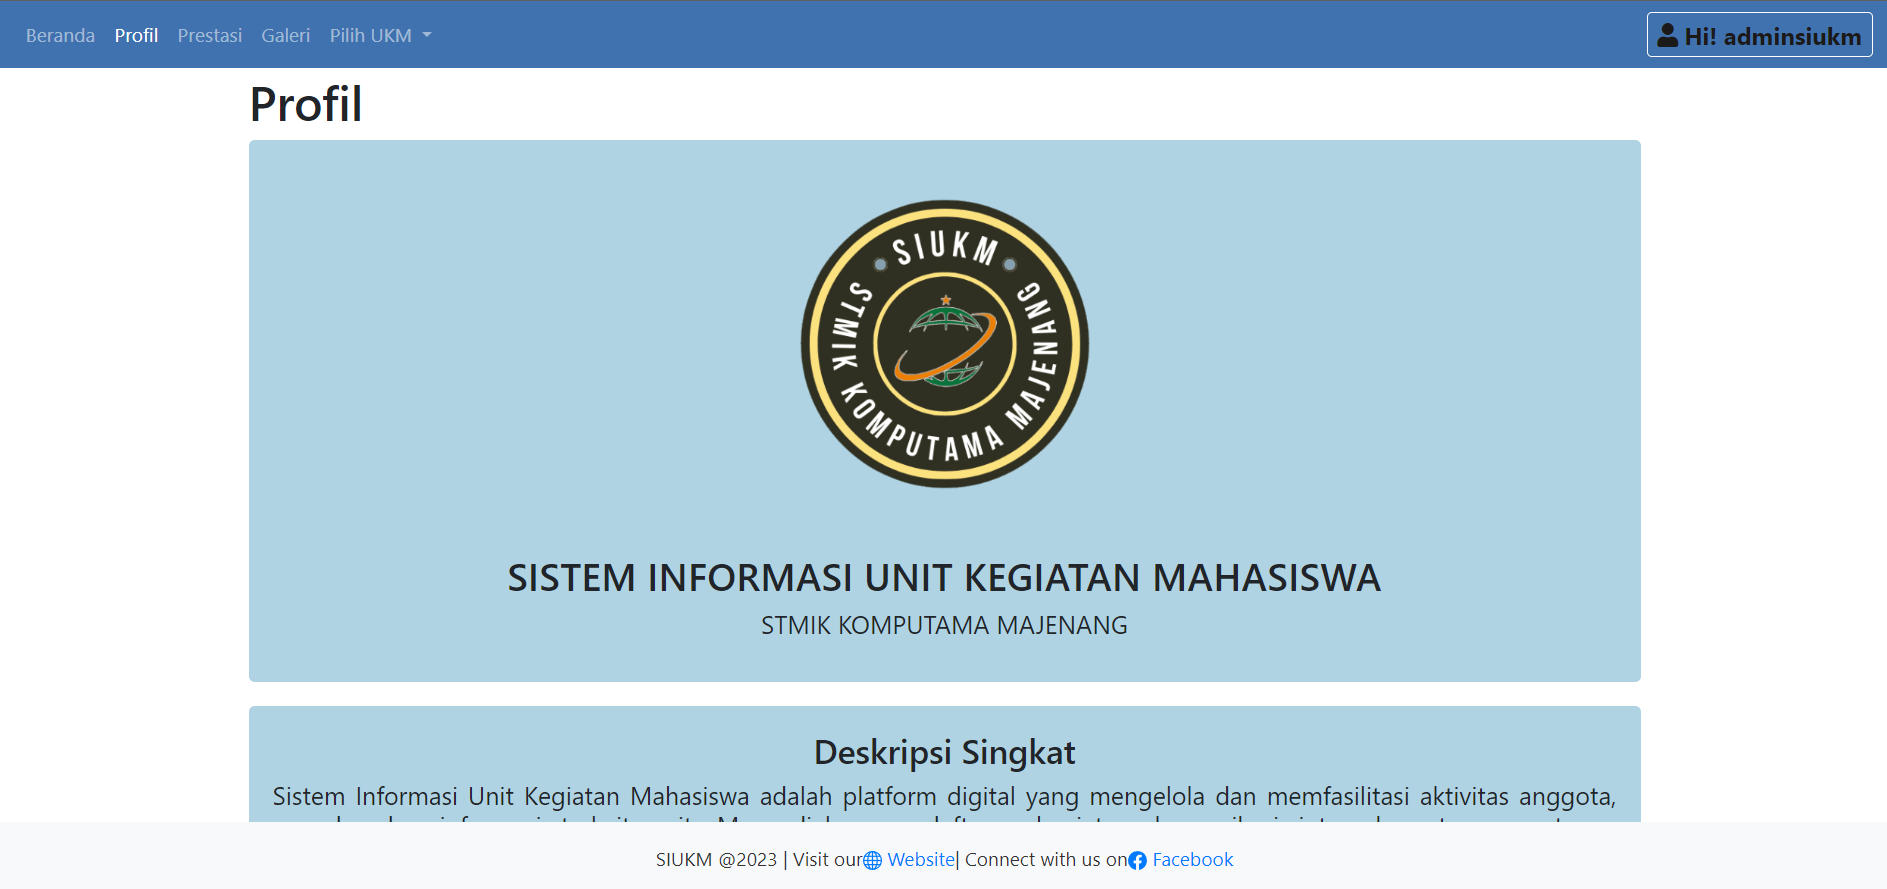 Beranda Profil Prestasi Galeri Pilih UKM
Hi! adminsiukm
Profil
SIUKM
STMIK KOMPUTAMA MAJENANG
SISTEM INFORMASI UNIT KEGIATAN MAHASISWA
STMIK KOMPUTAMA MAJENANG
Deskripsi Singkat
Sistem Informasi Unit Kegiatan Mahasiswa adalah platform digital yang mengelola dan memfasilitasi aktivitas anggota,
SIUKM @2023 | Visit our Website| Connect with us on Facebook